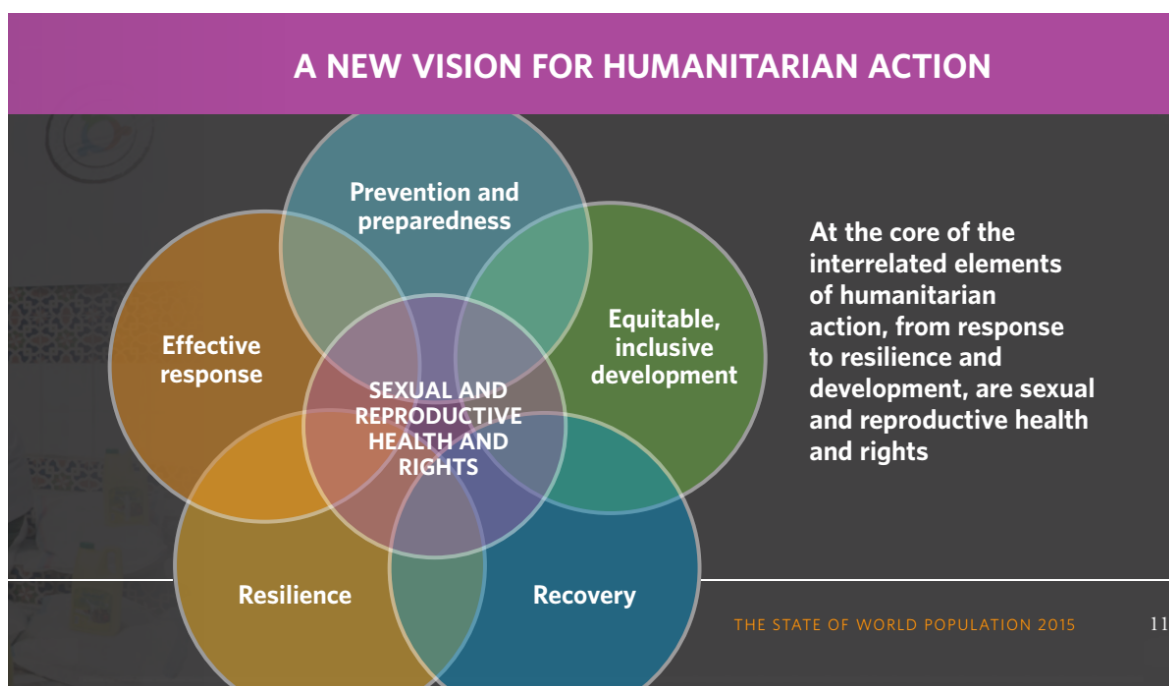 A NEW VISION FOR HUMANITARIAN ACTION
Prevention and
preparedness
Equitable,
inclusive
development
Effective
response
SEXUAL AND
REPRODUCTIVE
HEALTH AND
RIGHTS
Resilience
Recovery
At the core of the
interrelated elements
of humanitarian
action, from response
to resilience and
development, are sexual
and reproductive health
and rights
THE STATE OF WORLD POPULATION 2015
11